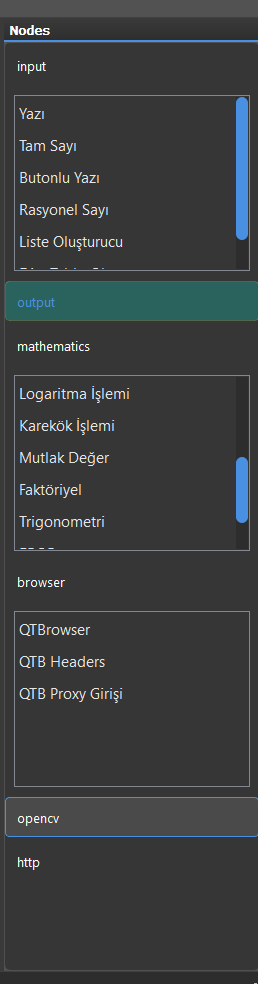 Nodes
input
Yazı
Tam Sayı
Butonlu Yazı
Rasyonel Sayı
Liste Oluşturucu
output
mathematics
Logaritma İşlemi
Karekök İşlemi
Mutlak Değer
Faktöriyel
Trigonometri
browser
QTBrowser
QTB Headers
QTB Proxy Girişi
opencv
http